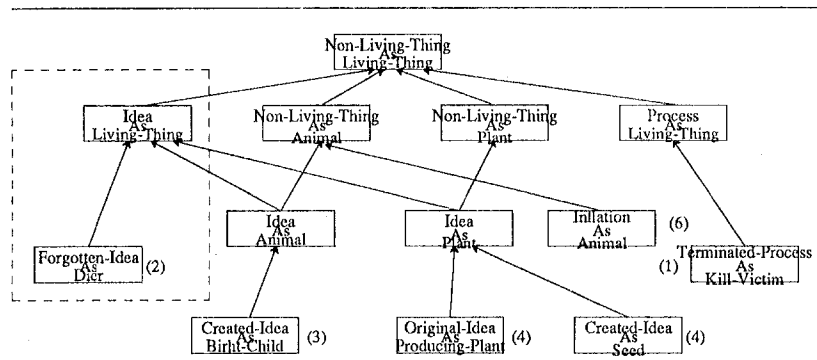 Non-Living-Thing
As
Living-Thing
Idea
As
Living-Thing
Non-Living-Thing
As
Animal
Non-Living-Thing
As
Plant
Process
As
Living-Thing
Idea
As
Animal
Idea
As
Plant
Inflation
As
Animal
(6)
Forgotten-Idea
As
Dier
(2)
(1)
Terminated-Process
As
Kill-Victim
Created-Idea
As
Birht-Child
(3)
Original-Idea
As
Producing-Plant
(4)
Created-Idea
As
Seed
(4)